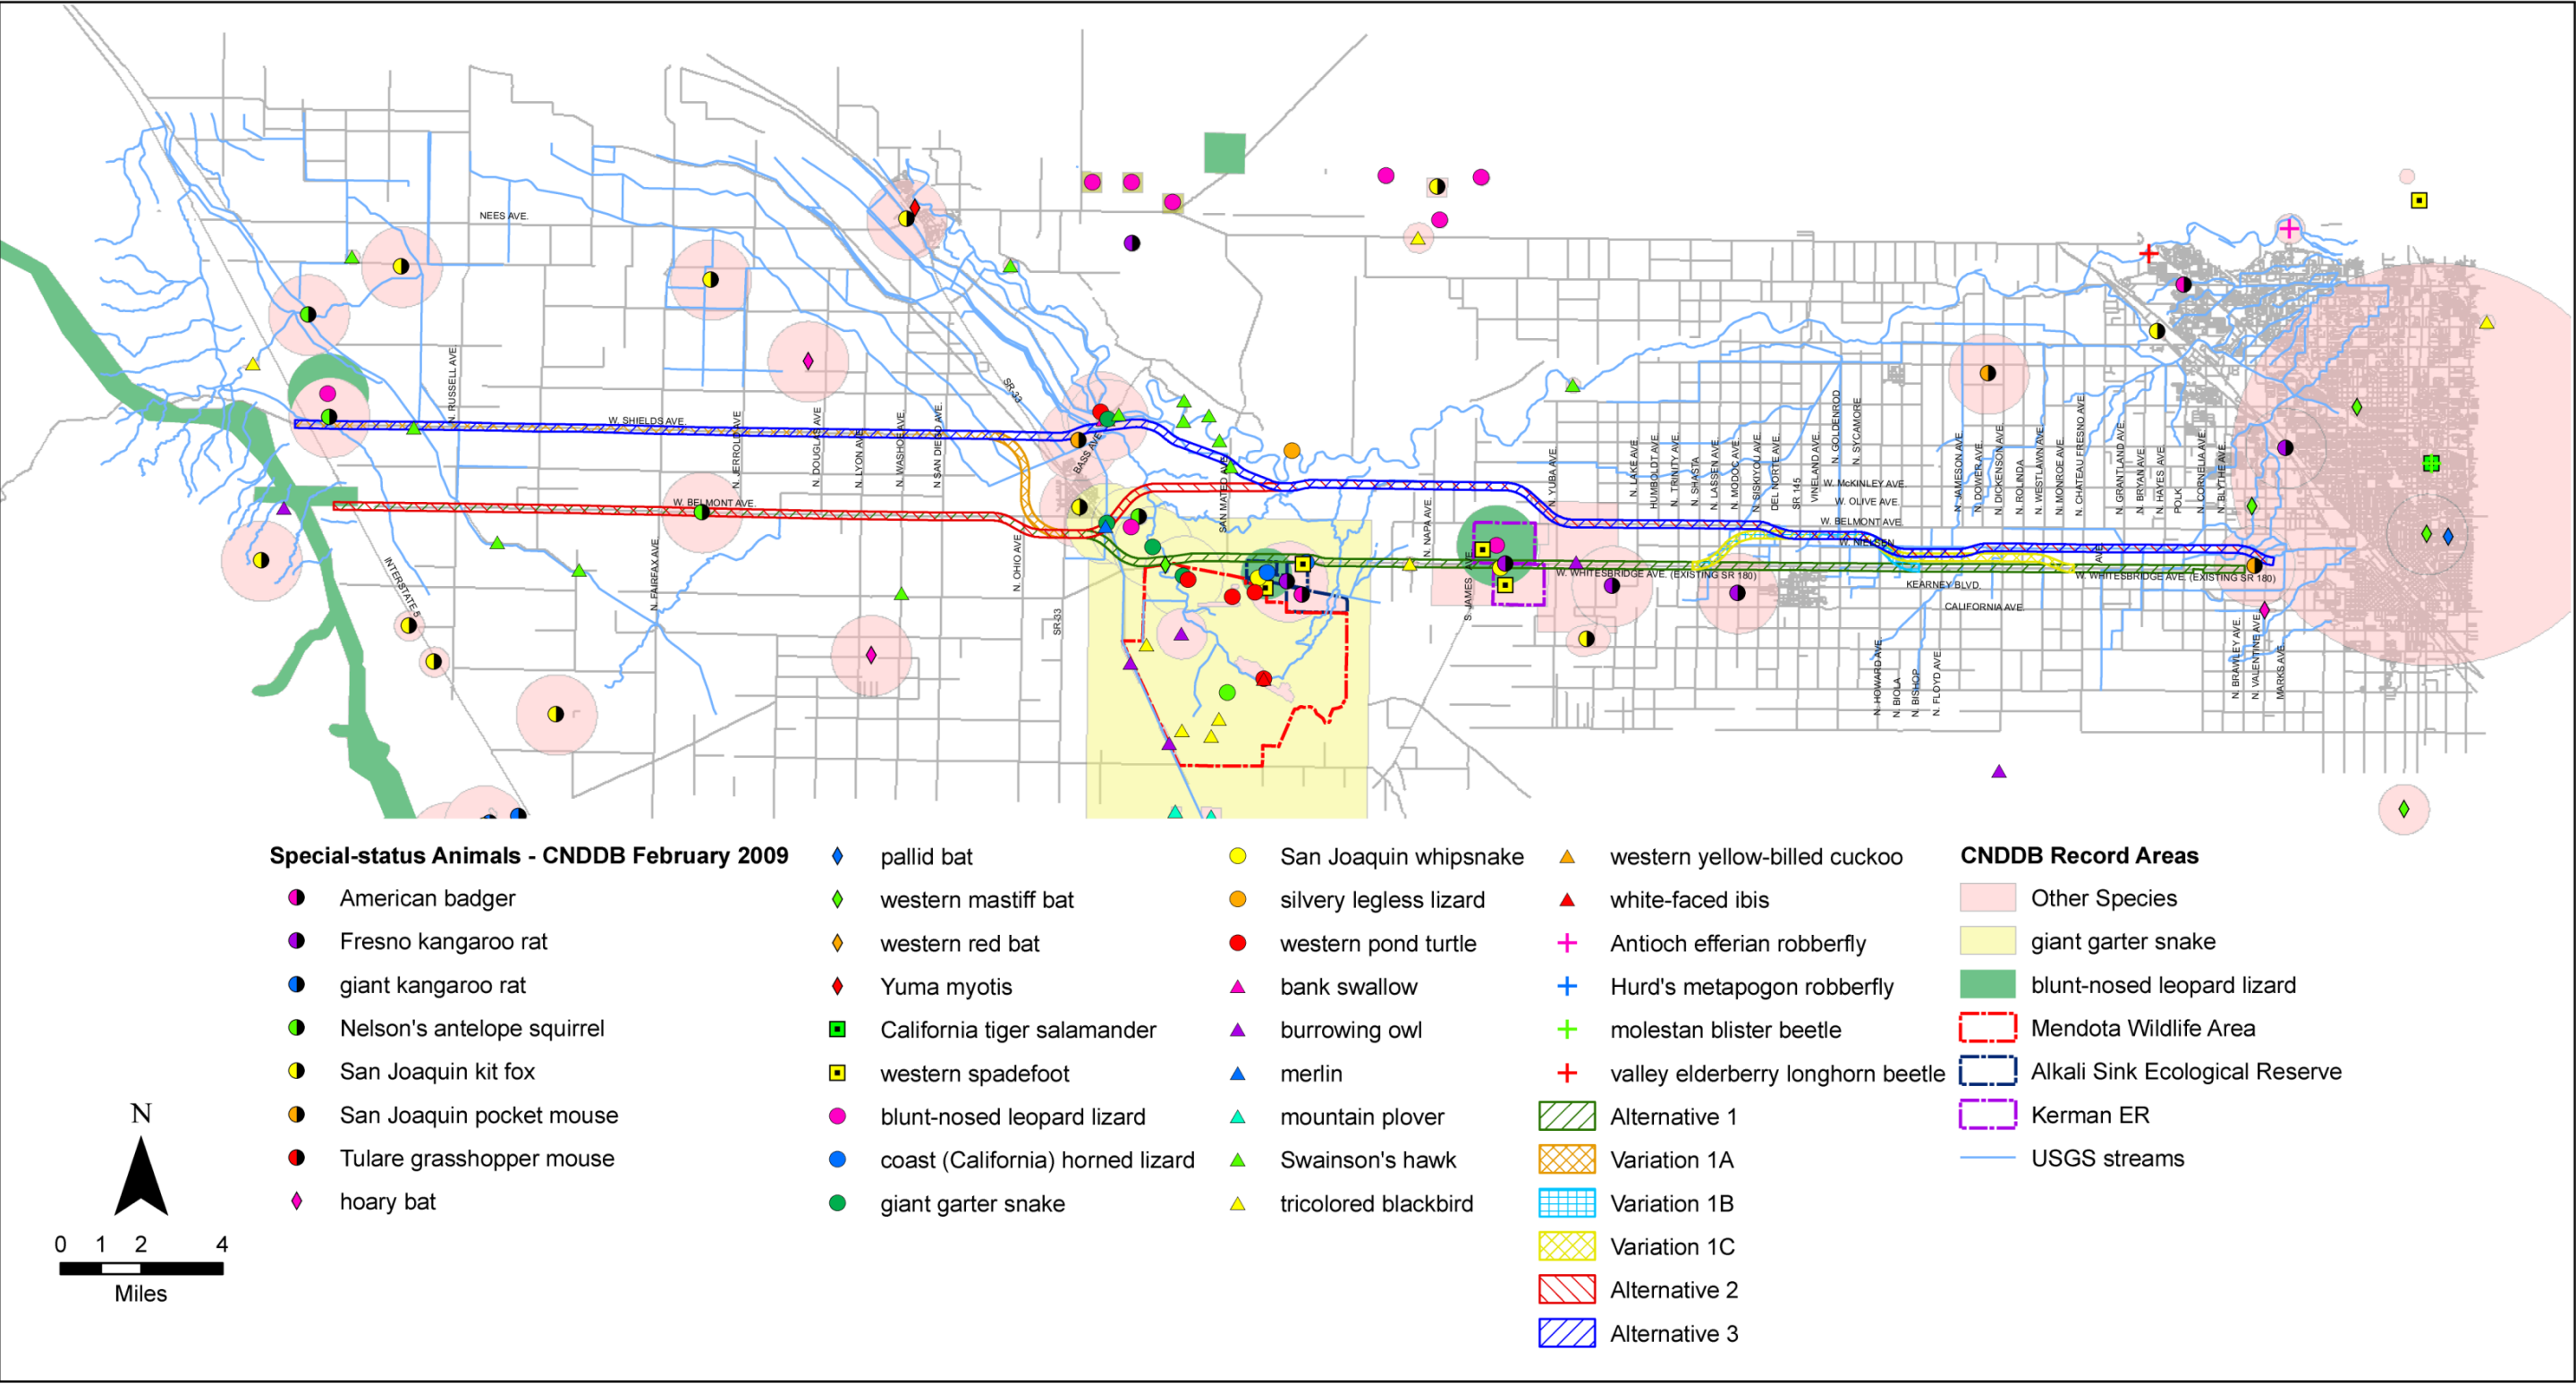 NEES AVE.
N. RUSSELL AVE.
SR-33
W. SHIELDS AVE.
N. JERROLD AVE
N. DOUGLAS AVE
N. LYON AVE.
N. WASHOE AVE.
N.SAN DIEGO AVE.
BASS AVE.
W. BELMONT AVE.
SAN MATEO AVE.
INTERSTATE 5
N. FAIRFAX AVE.
N. OHIO AVE.
SR-33
N. NAPA AVE.
S. JAMES AVE.
N. YUBA AVE.
N. LAKE AVE.
HUMBOLDT AVE.
N. TRINITY AVE.
N. SHASTA
N. LASSEN AVE.
N. MODOC AVE.
N. SISKIYOU AVE.
DEL NORTE AVE.
SR 145
VINELAND AVE.
N. GOLDENROD
N. SYCAMORE
W. McKINLEY AVE.
W. OLIVE AVE.
W. BELMONT AVE.
W. NIELSEN
W. WHITESBRIDGE AVE. (EXISTING SR 180)
N. JAMESON AVE.
N. DOWER AVE.
N. DICKENSON AVE.
N. ROLINDA
N. WESTLAWN AVE.
N. MONROE AVE.
N. CHATEAU FRESNO AVE.
N. GRANTLAND AVE
N. BRYAN AVE
N. HAYES AVE
POLK
N. CORNELIA AVE.
N. BLYTHE AVE.
AVE
W. WHITESBRIDGE AVE. (EXISTING SR 180)
KEARNEY BLVD.
CALIFORNIA AVE.
N. HOWARD AVE.
N. BIOLA
N. BISHOP
N. FLOYD AVE.
N. BRAWLEY AVE.
N. VALENTINE AVE.
MARKS AVE.
Special-status Animals - CNDDB February 2009
American badger
Fresno kangaroo rat
giant kangaroo rat
Nelson's antelope squirrel
San Joaquin kit fox
San Joaquin pocket mouse
Tulare grasshopper mouse
hoary bat
pallid bat
western mastiff bat
western red bat
Yuma myotis
California tiger salamander
western spadefoot
blunt-nosed leopard lizard
coast (California) horned lizard
giant garter snake
San Joaquin whipsnake
silvery legless lizard
western pond turtle
bank swallow
burrowing owl
merlin
mountain plover
Swainson's hawk
tricolored blackbird
western yellow-billed cuckoo
white-faced ibis
Antioch efferian robberfly
Hurd's metapogon robberfly
molestan blister beetle
valley elderberry longhorn beetle
Alternative 1
Variation 1A
Variation 1B
Variation 1C
Alternative 2
Alternative 3
CNDDB Record Areas
Other Species
giant garter snake
blunt-nosed leopard lizard
Mendota Wildlife Area
Alkali Sink Ecological Reserve
Kerman ER
USGS streams
N
0 1 2 4
Miles